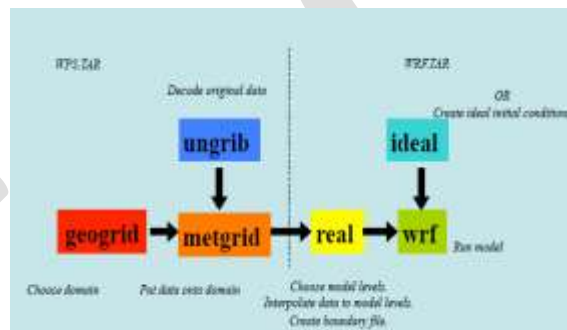 WPS.TAR
WRF.TAR
Decode original data
OR
Create ideal initial conditions
ungrib
ideal
geogrid
metgrid
real
wrf
Run model
Choose domain
Put data onto domain
Choose model levels.
Interpolate data to model levels.
Create boundary file.